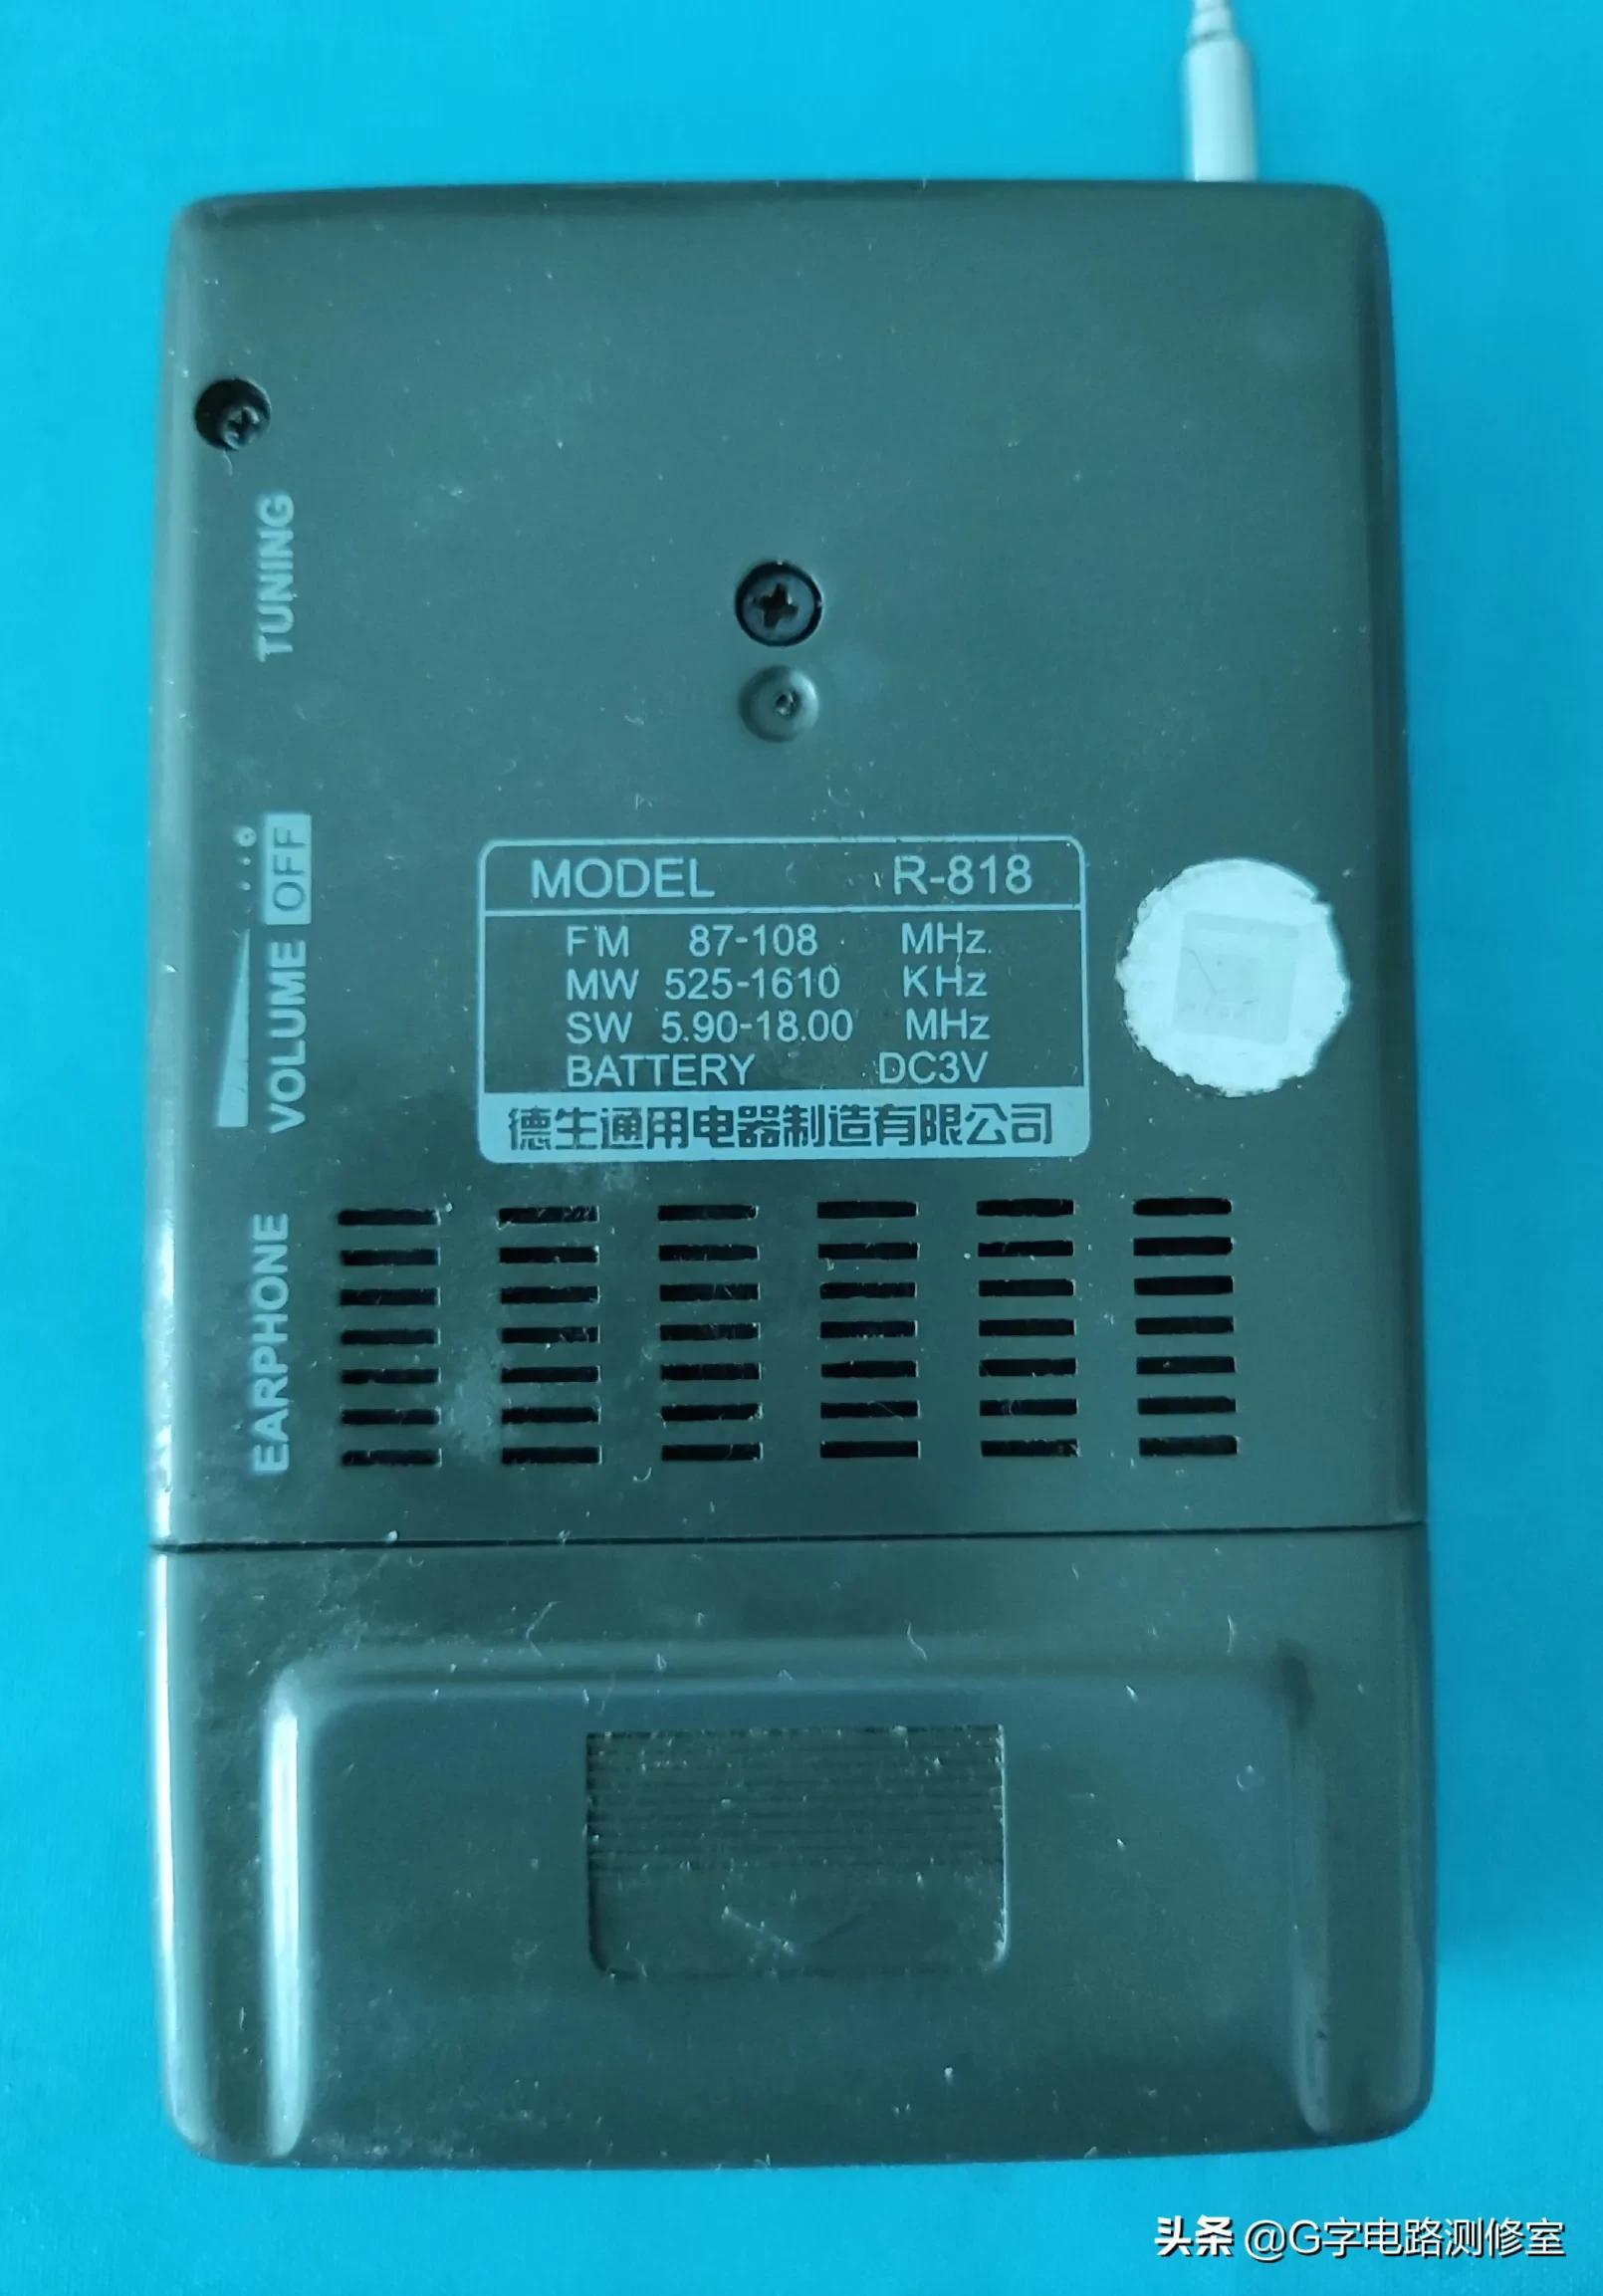 TUNING
VOLUME OFF
EARPHONE
MODEL R-818
FM 87-108 MHz
MW 525-1610 KHz
SW 5.90-18.00 MHz
BATTERY DC3V
德生通用电器制造有限公司
头条 @G字电路测修室